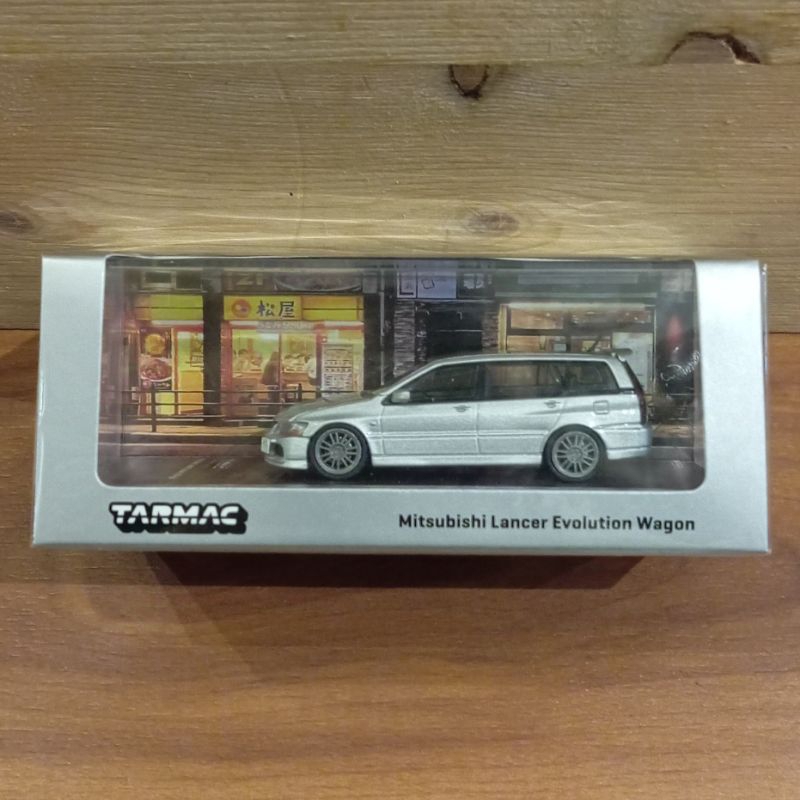 松屋
TARMAC
Mitsubishi Lancer Evolution Wagon